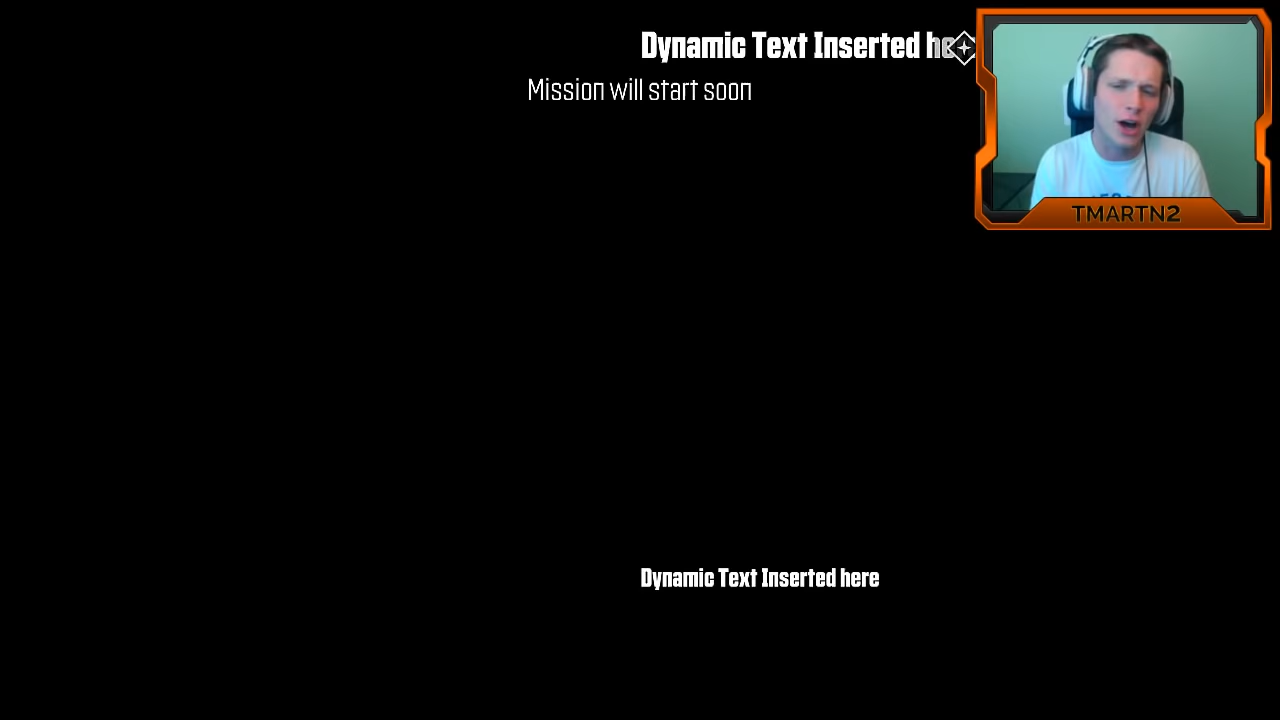 Dynamic Text Inserted he
Mission will start soon
TMARTN2
Dynamic Text Inserted here